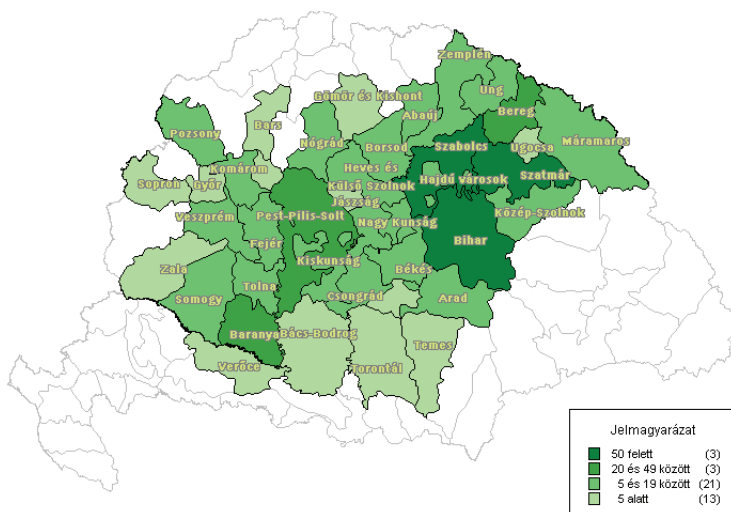 Zemplén
Ung
Gömör és Kishont
Abaúj
Bereg
Bars
Pozsony
Nógrád
Borsod
Szabolcs
Ugocsa
Máramaros
Komárom
Heves és
Külső Szolnok
Hajdú városok
Szatmár
Sopron
Győr
Jászság
Veszprém
Pest-Pilis-Solt
Nagy Kunság
Közép-Szolnok
Fejér
Bihar
Zala
Kiskunság
Békés
Tolna
Somogy
Csongrád
Arad
Baranya
Bács-Bodrog
Temes
Verőce
Torontál
Jelmagyarázat
50 felett (3)
20 és 49 között (3)
5 és 19 között (21)
5 alatt (13)